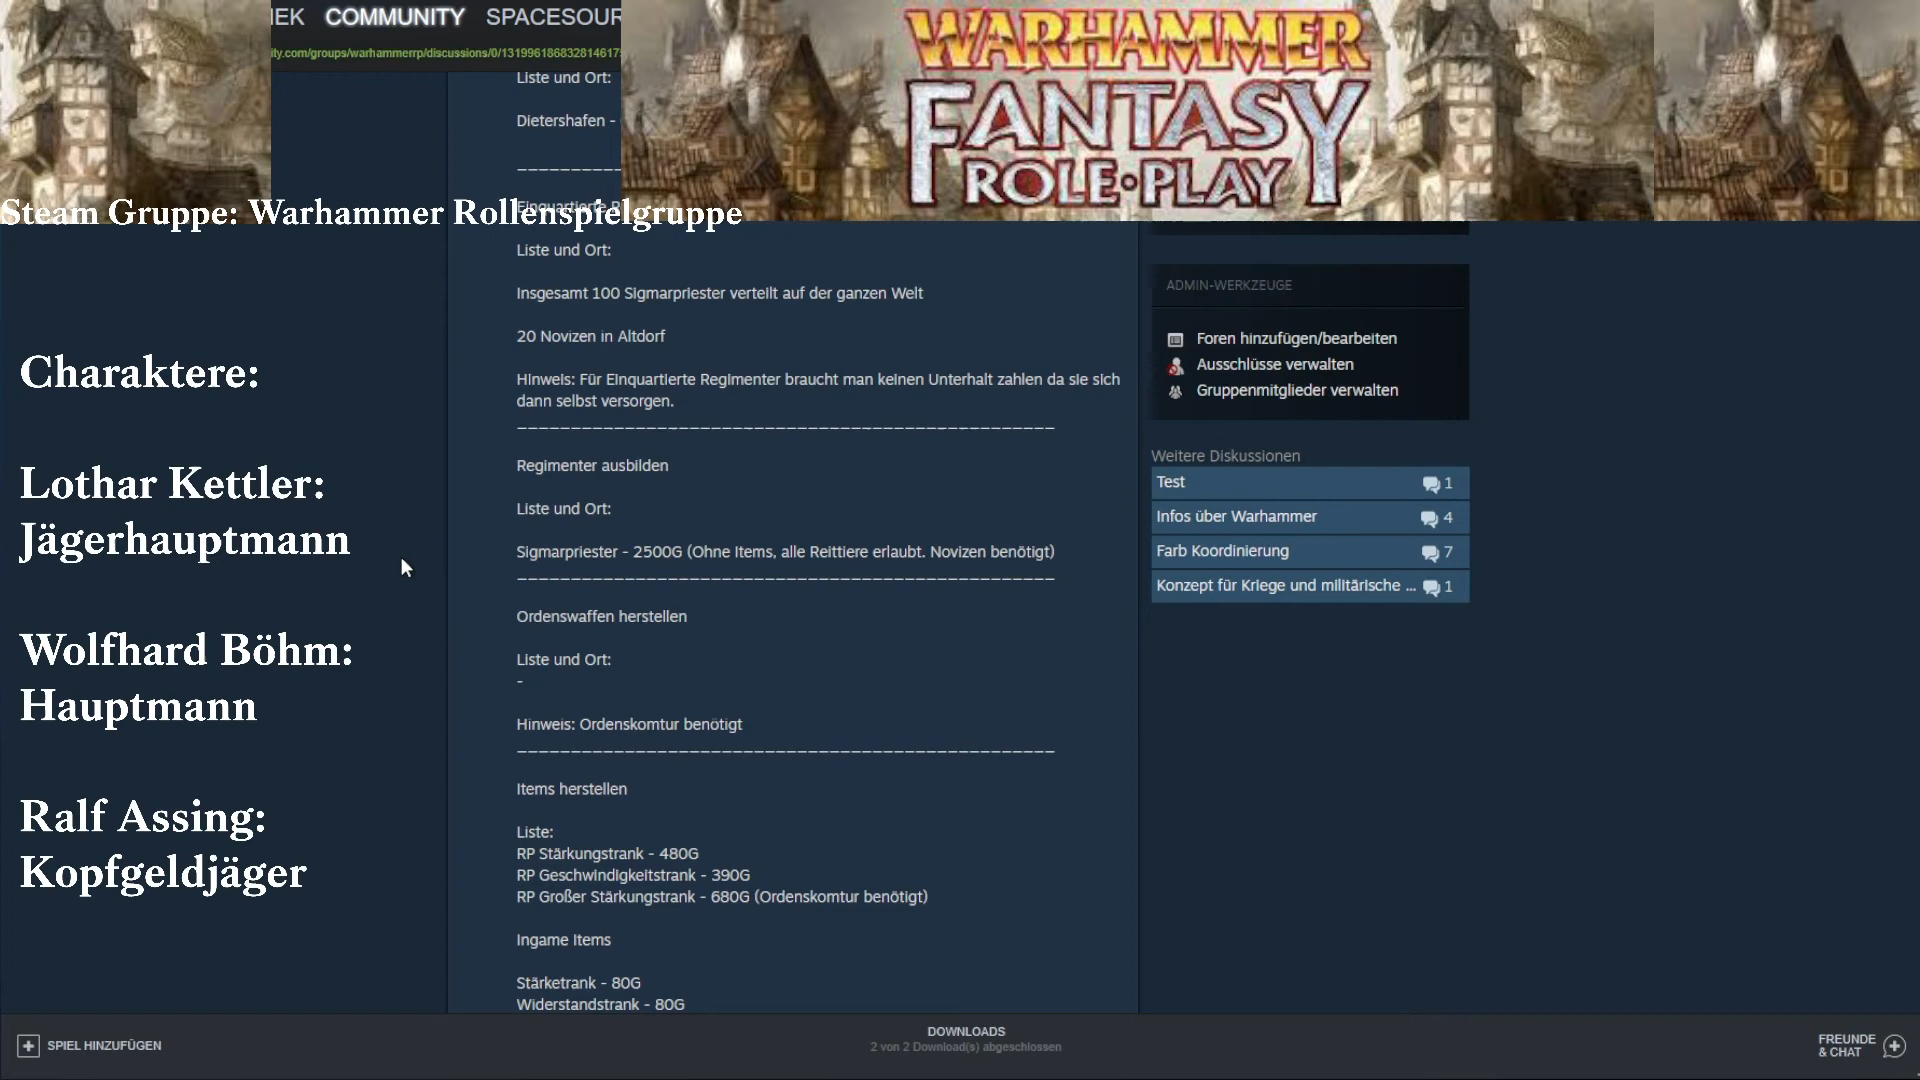 COMMUNITY
WARHAMMER
FANTASY
ROLE•PLAY
Liste und Ort:
Dietershafen -
Steam Gruppe: Warhammer Rollenspielgruppe
Liste und Ort:
Insgesamt 100 Sigmarpriester verteilt auf der ganzen Welt
20 Novizen in Altdorf
Hinweis: Für Einquartierte Regimenter braucht man keinen Unterhalt zahlen da sie sich
dann selbst versorgen.
Regimenter ausbilden
Liste und Ort:
Sigmarpriester - 2500G (Ohne Items, alle Reittiere erlaubt. Novizen benötigt)
Ordenswaffen herstellen
Liste und Ort:
-
Hinweis: Ordenskomtur benötigt
Items herstellen
Liste:
RP Stärkungstrank - 480G
RP Geschwindigkeitstrank - 390G
RP Großer Stärkungstrank - 680G (Ordenskomtur benötigt)
Ingame Items
Stärketrank - 80G
Widerstandstrank - 80G
Charaktere:
Lothar Kettler:
Jägerhauptmann
Wolfhard Böhm:
Hauptmann
Ralf Assing:
Kopfgeldjäger
ADMIN-WERKZEUGE
Foren hinzufügen/bearbeiten
Ausschlüsse verwalten
Gruppenmitglieder verwalten
Weitere Diskussionen
Test 1
Infos über Warhammer 4
Farb Koordinierung 7
Konzept für Kriege und militärische ... 1
SPIEL HINZUFÜGEN
DOWNLOADS
2 von 2 Download(s) abgeschlossen
FREUNDE
& CHAT